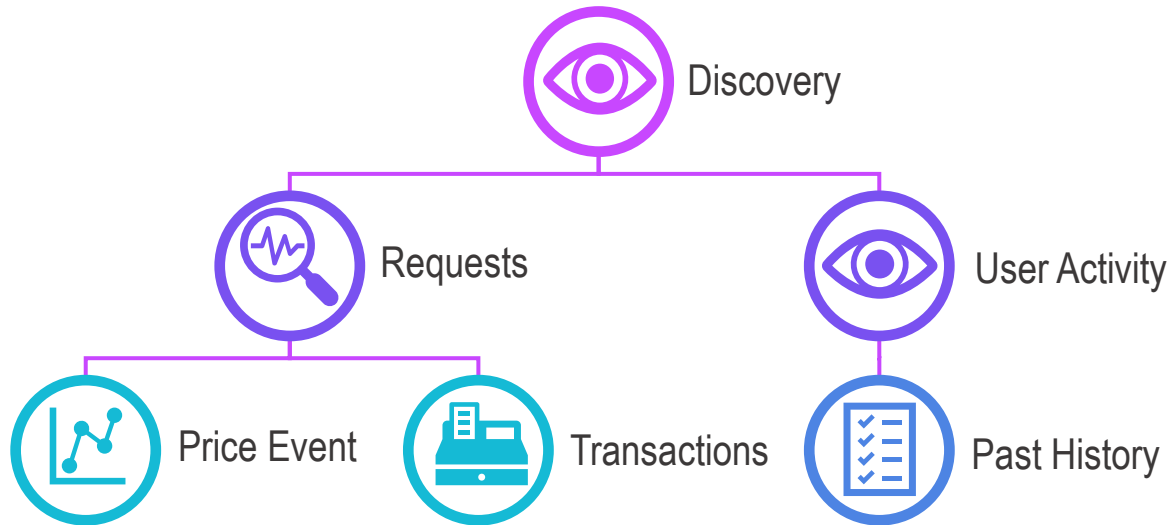 Discovery
Requests
User Activity
Price Event
Transactions
Past History